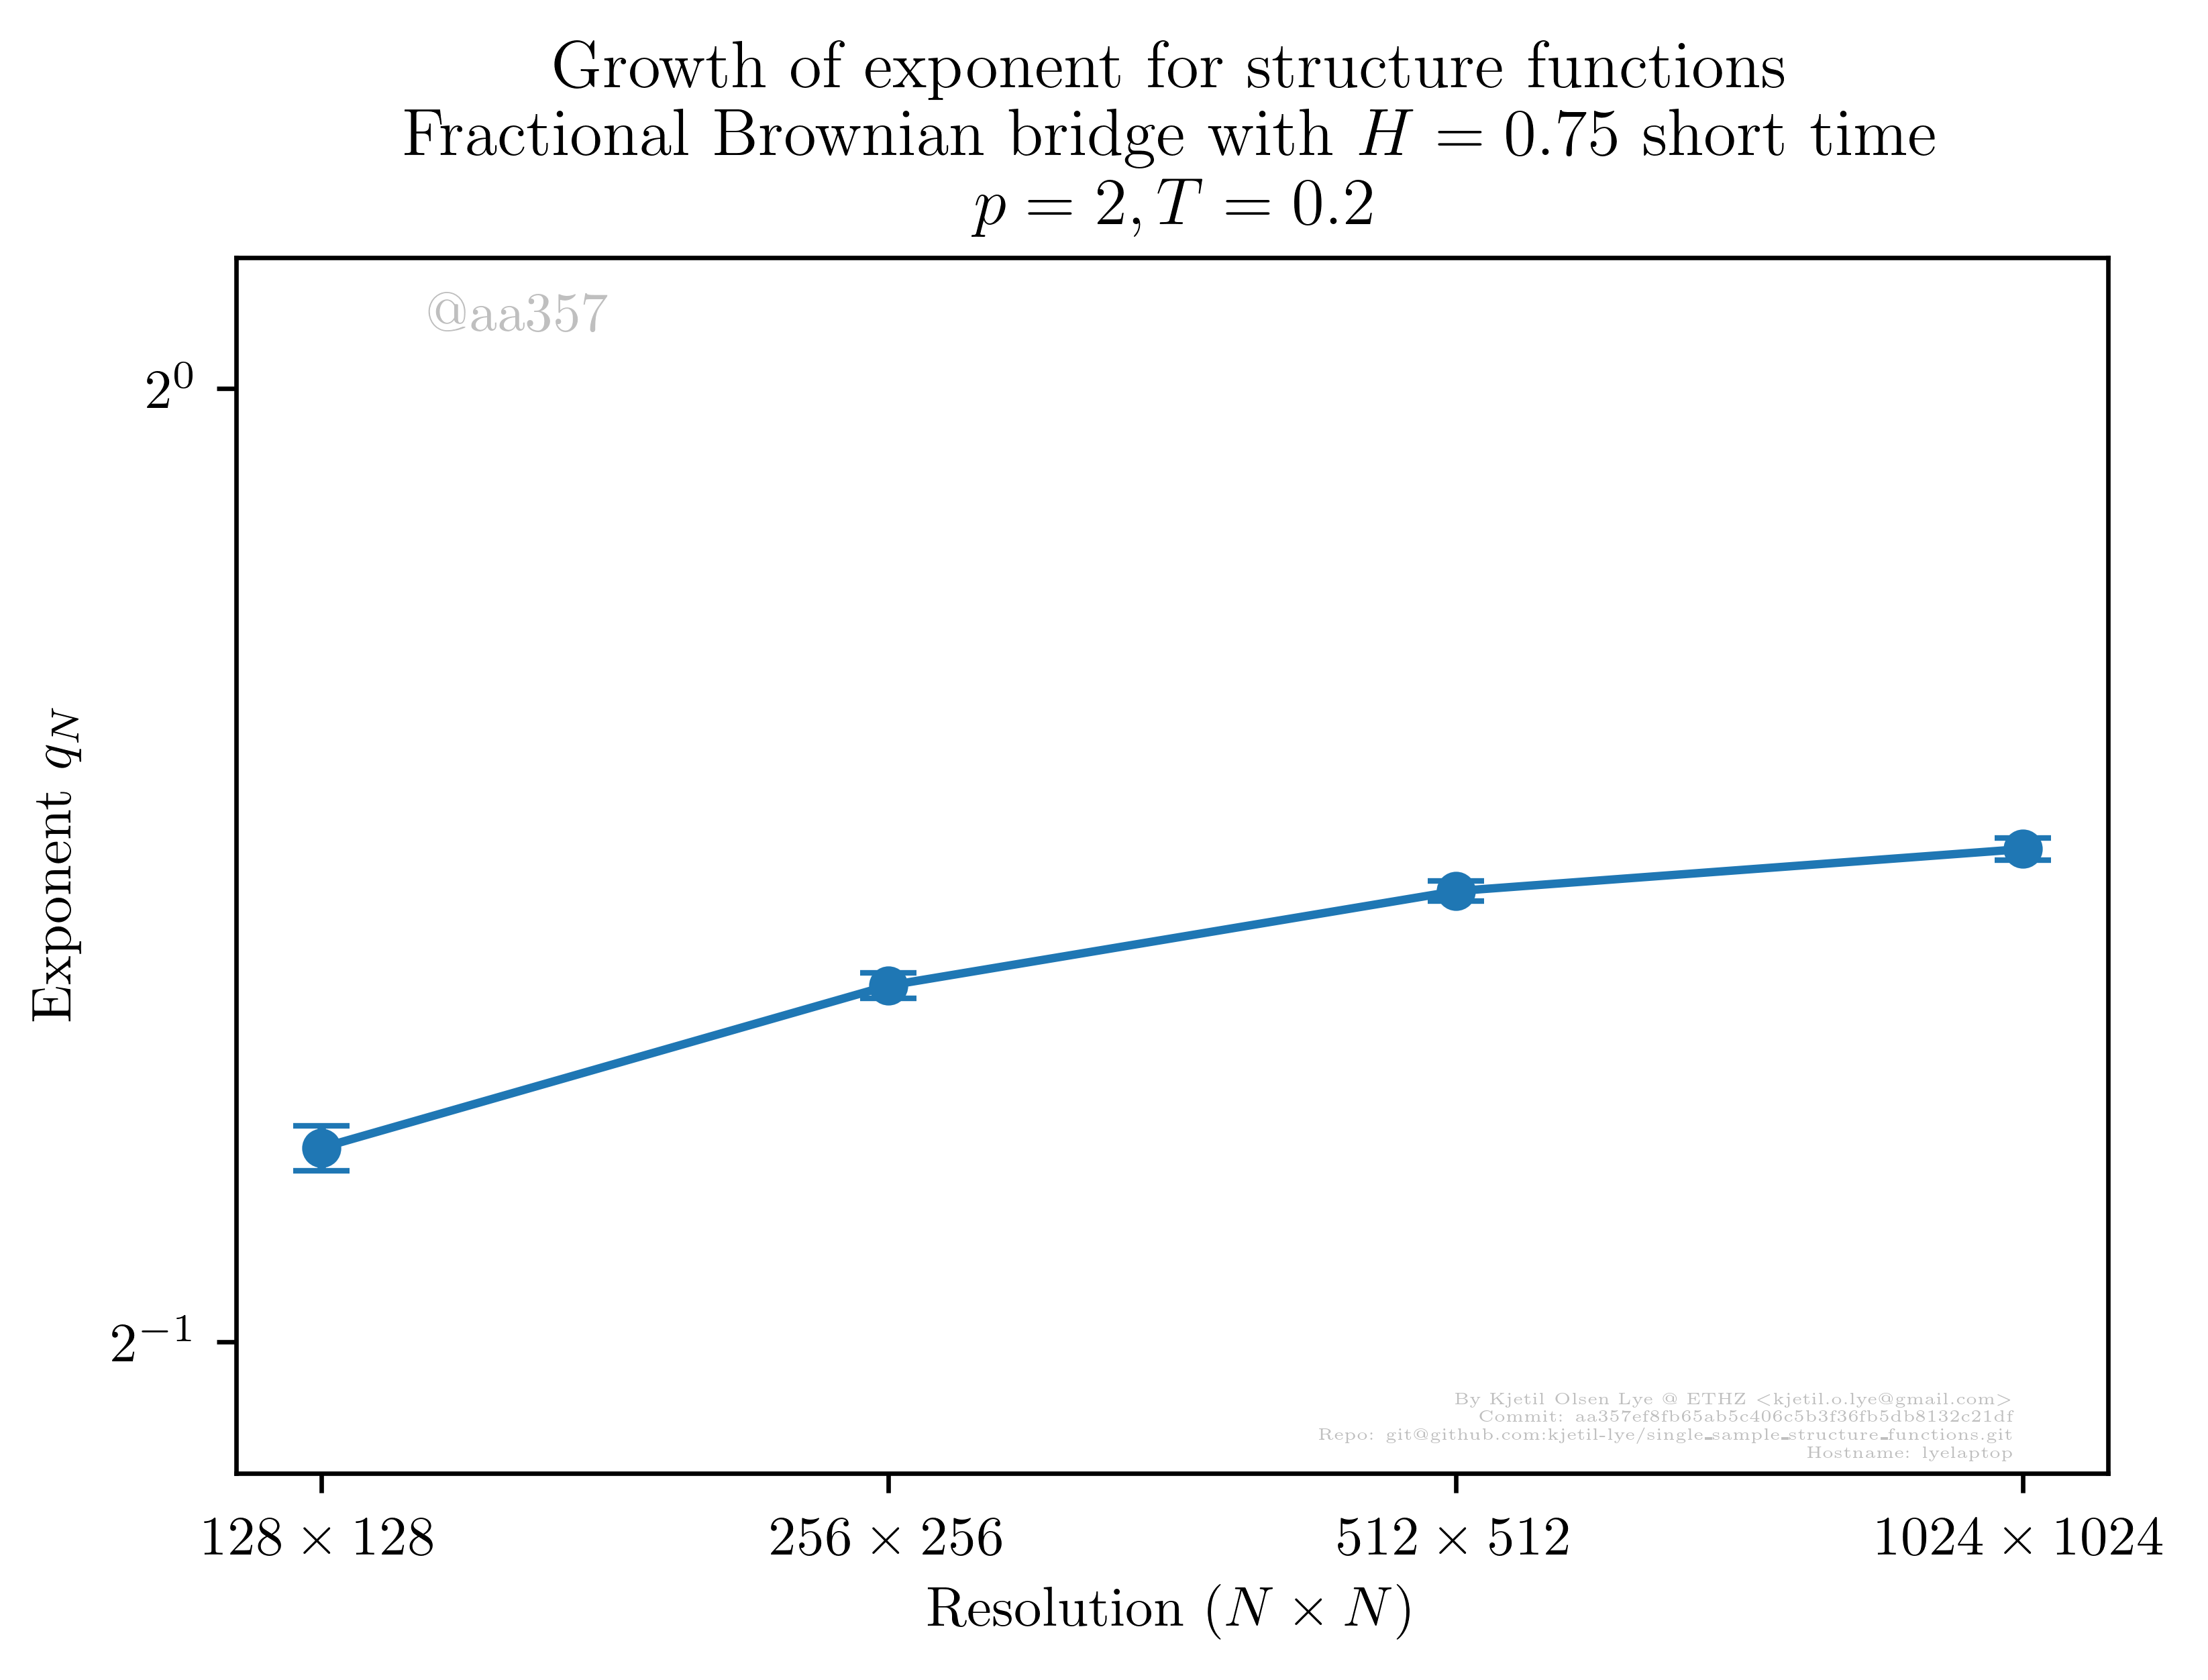 Growth of exponent for structure functions
Fractional Brownian bridge with H = 0.75 short time
p = 2, T = 0.2
@aa357
2⁰
Exponent q_N
2⁻¹
By Kjetil Olsen Lye @ ETHZ <kjetil.o.lye@gmail.com>
Commit: aa357ef8fb65ab5c406c5b3f36fb5db8132c21df
Repo: git@github.com:kjetil-lye/single_sample_structure_functions.git
Hostname: lyelaptop
128 × 128 256 × 256 512 × 512 1024 × 1024
Resolution (N × N)